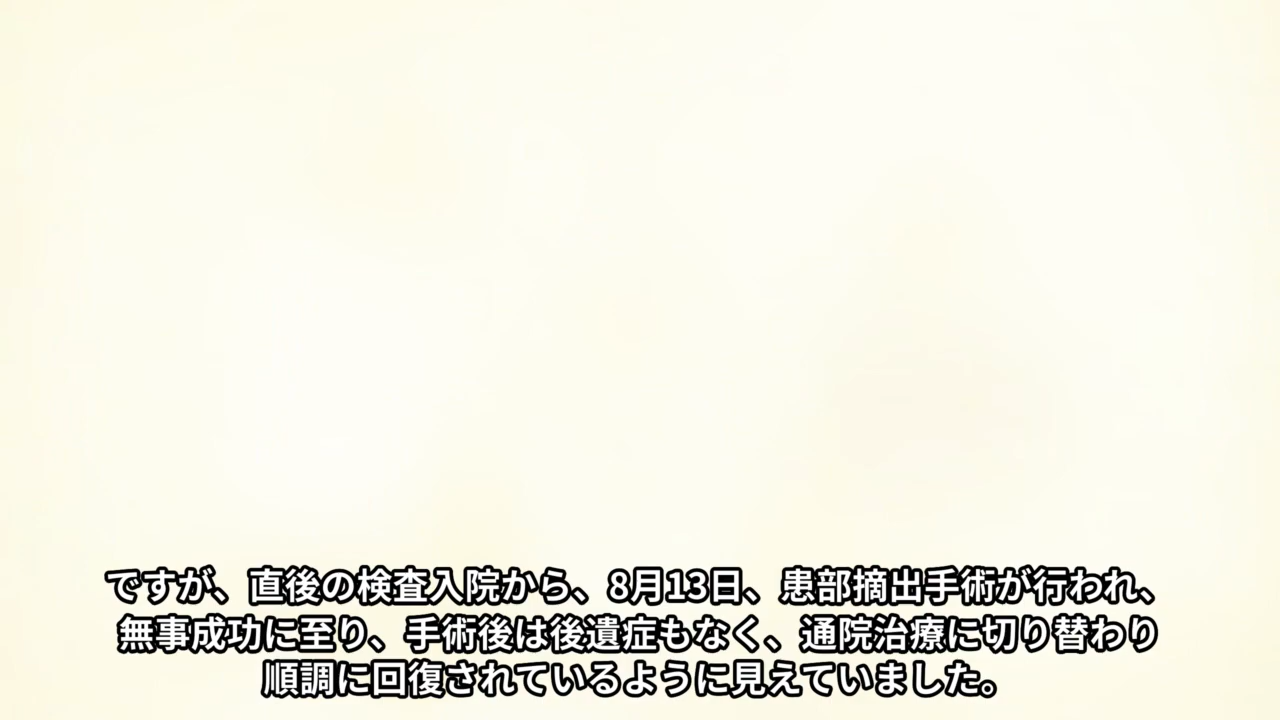 ですが、直後の検査入院から、8月13日、患部摘出手術が行われ、
無事成功に至り、手術後は後遺症もなく、通院治療に切り替わり
順調に回復されているように見えていました。